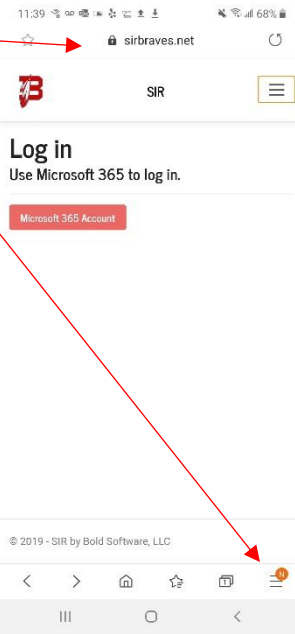 11:39 68%
sirbraves.net
B
SIR
Log in
Use Microsoft 365 to log in.
Microsoft 365 Account
© 2019 - SIR by Bold Software, LLC
1
N